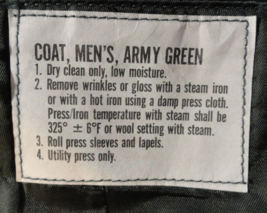 COAT, MEN'S, ARMY GREEN
1. Dry clean only, low moisture.
2. Remove wrinkles or gloss with a steam iron
or with a hot iron using a damp press cloth.
Press/Iron temperature with steam shall be
325° ± 6°F or wool setting with steam.
3. Roll press sleeves and lapels.
4. Utility press only.